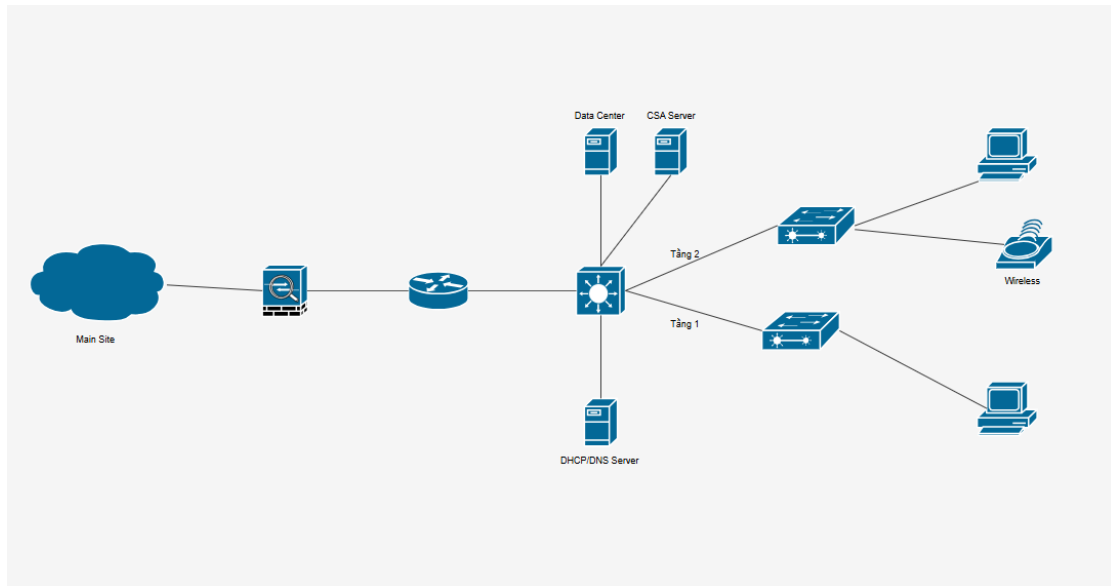 Data Center
CSA Server
Tầng 2
Wireless
Tầng 1
Main Site
DHCP/DNS Server